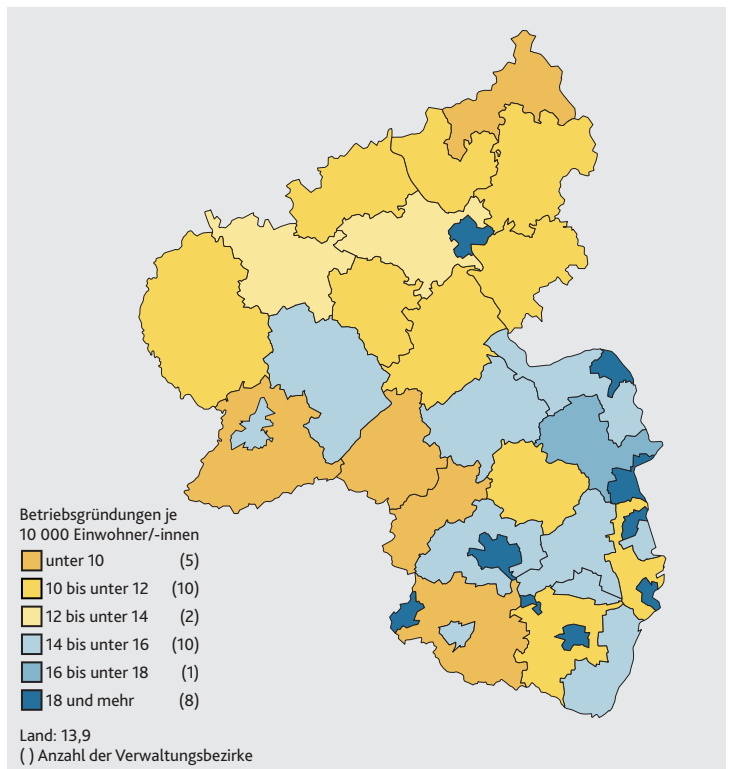 Betriebsgründungen je
10 000 Einwohner/-innen
unter 10 (5)
10 bis unter 12 (10)
12 bis unter 14 (2)
14 bis unter 16 (10)
16 bis unter 18 (1)
18 und mehr (8)
Land: 13,9
( ) Anzahl der Verwaltungsbezirke